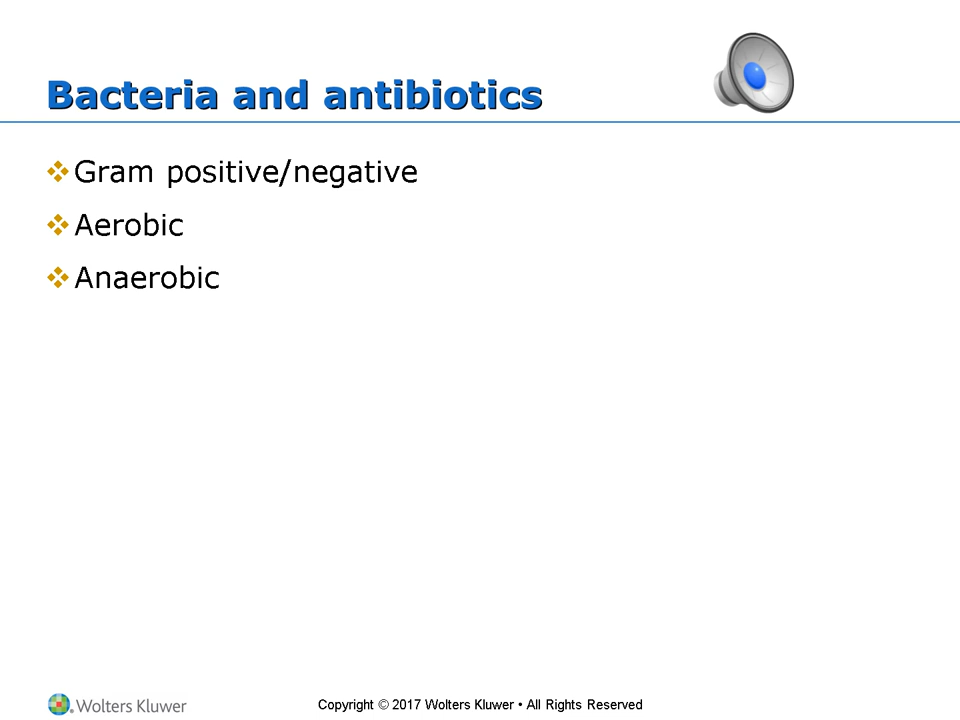 Bacteria and antibiotics
Gram positive/negative
Aerobic
Anaerobic
Wolters Kluwer
Copyright © 2017 Wolters Kluwer • All Rights Reserved